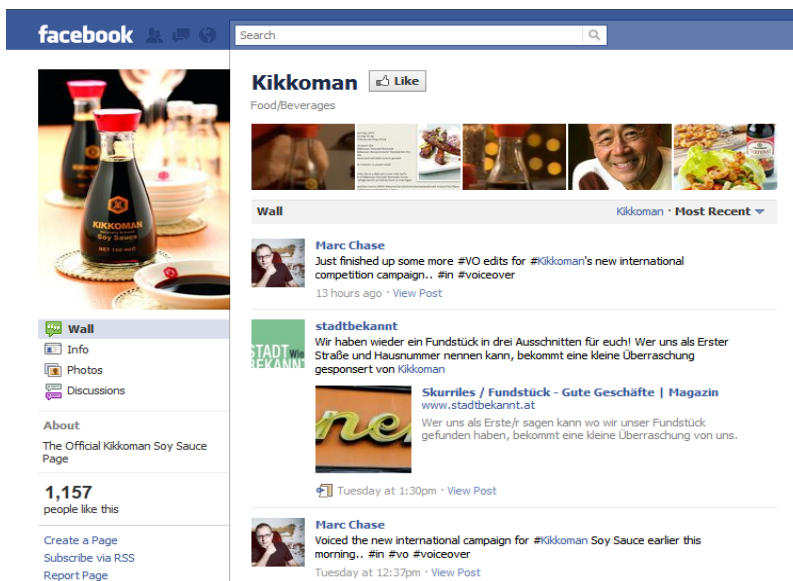 facebook
Search
Kikkoman
Like
Food/Beverages
KIKKOMAN
Soy Sauce
NET 150 ml
Wall
Kikkoman · Most Recent
Marc Chase
Just finished up some more #VO edits for #Kikkoman's new international
competition campaign.. #in #voiceover
13 hours ago · View Post
Wall
Info
Photos
Discussions
About
The Official Kikkoman Soy Sauce
Page
1,157
people like this
Create a Page
Subscribe via RSS
Report Page
STADT Wie
BEKANNT
stadtbekannt
Wir haben wieder ein Fundstück in drei Ausschnitten für euch! Wer uns als Erster
Straße und Hausnummer nennen kann, bekommt eine kleine Überraschung
gesponsert von Kikkoman
ne
Skurriles / Fundstück - Gute Geschäfte | Magazin
www.stadtbekannt.at
Wer uns als Erste/r sagen kann wo wir unser Fundstück
gefunden haben, bekommt eine kleine Überraschung von uns.
Tuesday at 1:30pm · View Post
Marc Chase
Voiced the new international campaign for #Kikkoman Soy Sauce earlier this
morning.. #in #vo #voiceover
Tuesday at 12:37pm · View Post